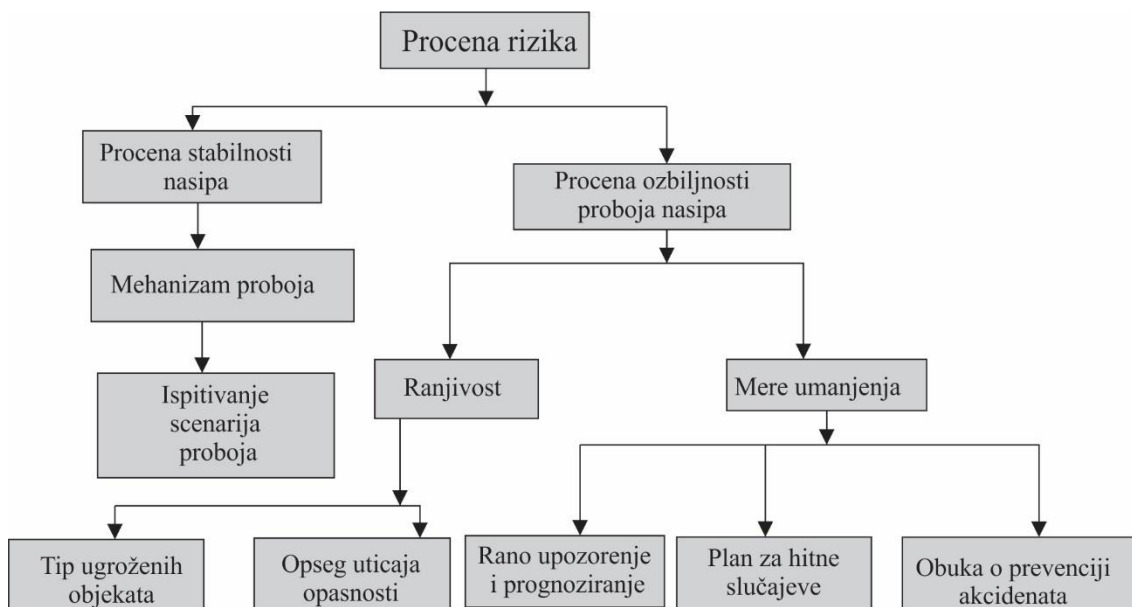 Procena rizika
Procena stabilnosti
nasipa
Procena ozbiljnosti
proboja nasipa
Mehanizam proboja
Ispitivanje
scenarija
proboja
Ranjivost
Mere umanjenja
Tip ugroženih
objekata
Opseg uticaja
opasnosti
Rano upozorenje
i prognoziranje
Plan za hitne
slučajeve
Obuka o prevenciji
akcidenata